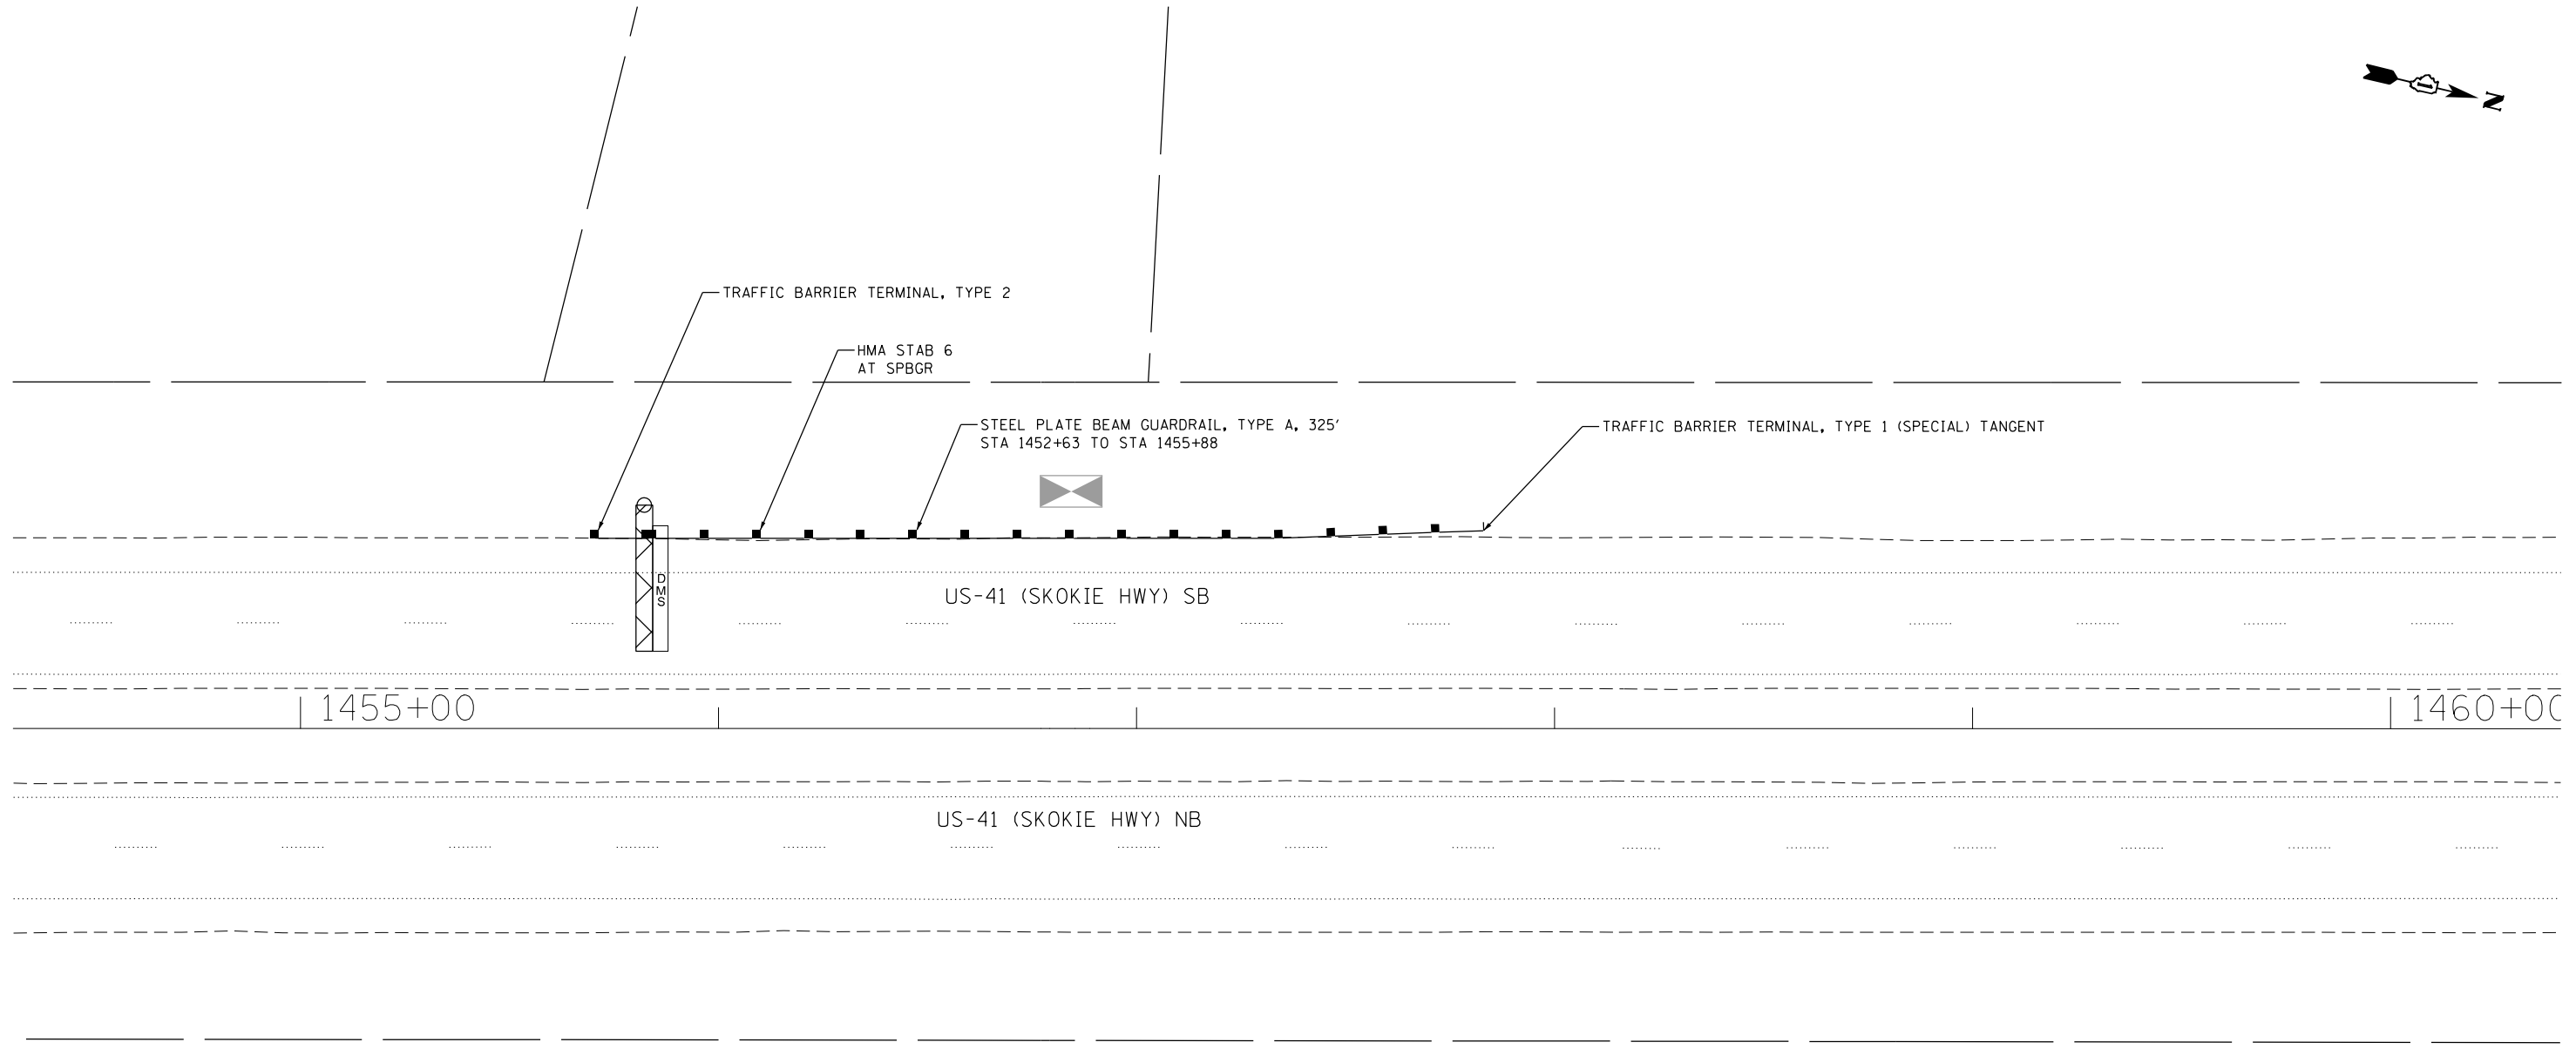 N
1
TRAFFIC BARRIER TERMINAL, TYPE 2
HMA STAB 6
AT SPBGR
STEEL PLATE BEAM GUARDRAIL, TYPE A, 325'
STA 1452+63 TO STA 1455+88
TRAFFIC BARRIER TERMINAL, TYPE 1 (SPECIAL) TANGENT
DMS
US-41 (SKOKIE HWY) SB
1455+00
1460+00
US-41 (SKOKIE HWY) NB